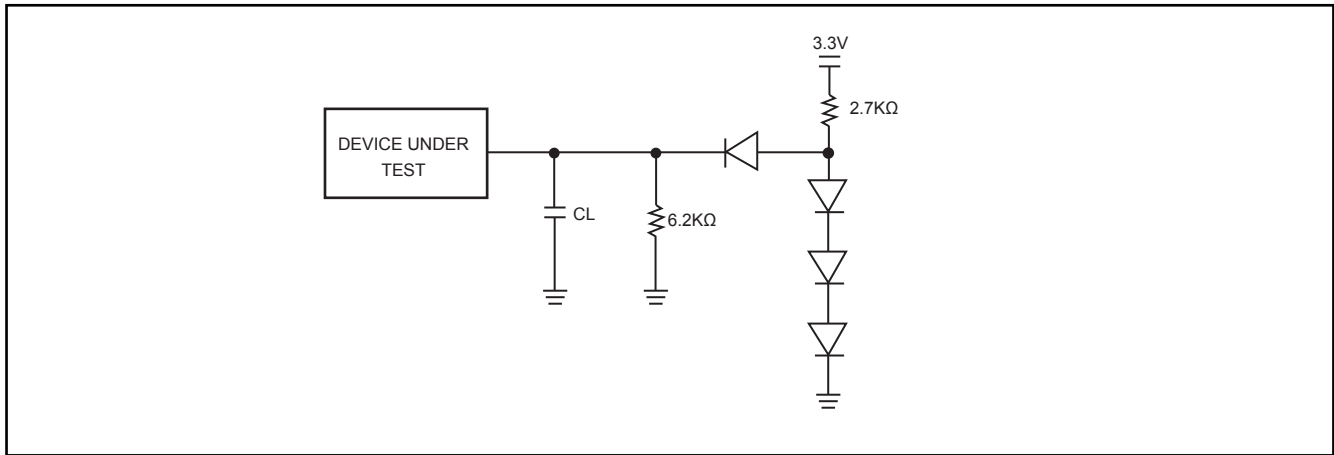 3.3V
2.7KΩ
DEVICE UNDER
TEST
CL
6.2KΩ